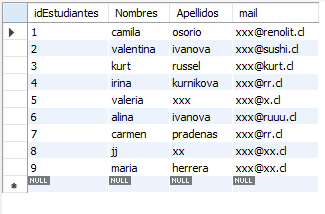 idEstudiantes Nombres Apellidos mail
1 camila osorio xxx@renolit.cl
2 valentina ivanova xxx@sushi.cl
3 kurt russel xxx@kurt.cl
4 irina kurnikova xxx@rr.cl
5 valeria xxx xxx@x.cl
6 alina ivanova xxx@ruuu.cl
7 carmen pradenas xxx@rr.cl
8 jj xx xxx@xx.cl
9 maria herrera xxx@xx.cl
NULL NULL NULL NULL